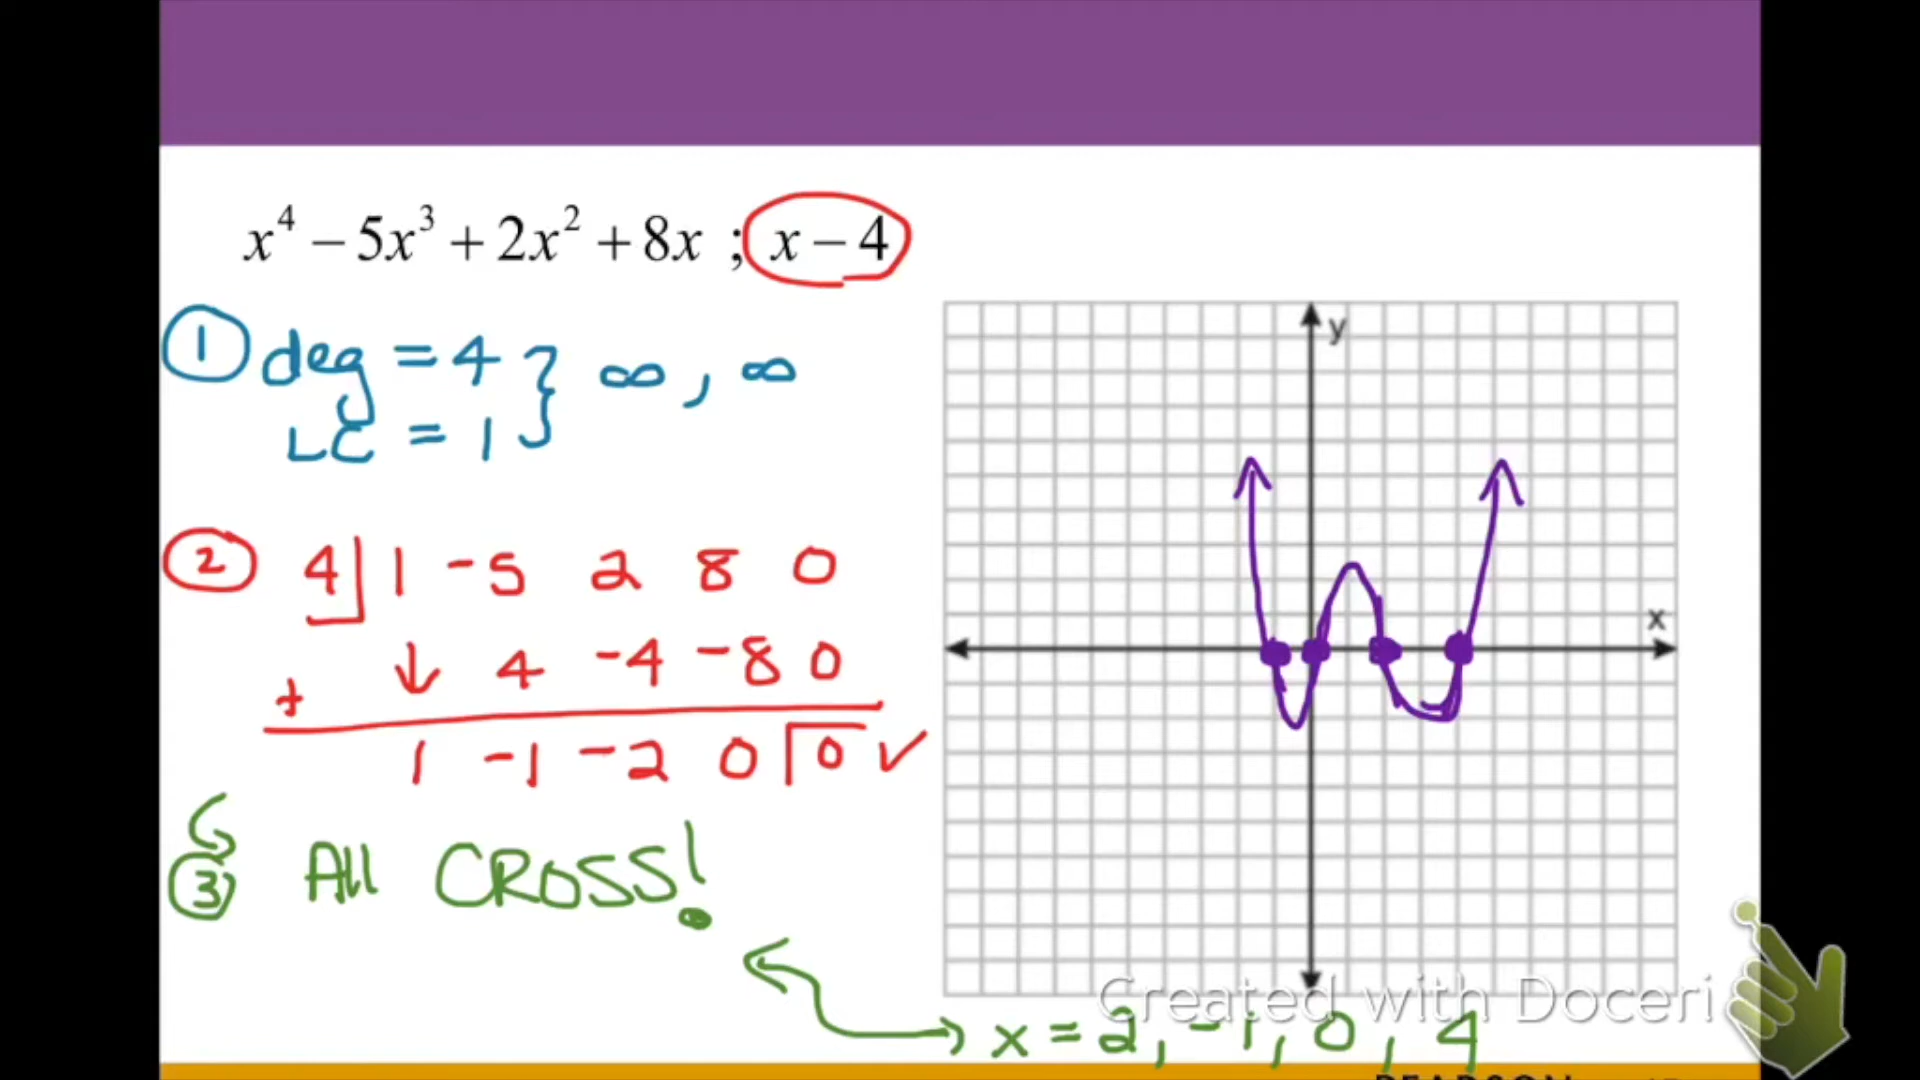 x⁴ − 5x³ + 2x² + 8x ; x − 4
1 deg = 4 } ∞, ∞
LC = 1
y
2 4 1 -5 2 8 0
x
+ ↓ 4 -4 -8 0
1 -1 -2 0 0 ✓
3 All CROSS!
Created with Doceri
x = 2, -1, 0, 4
PEARSON